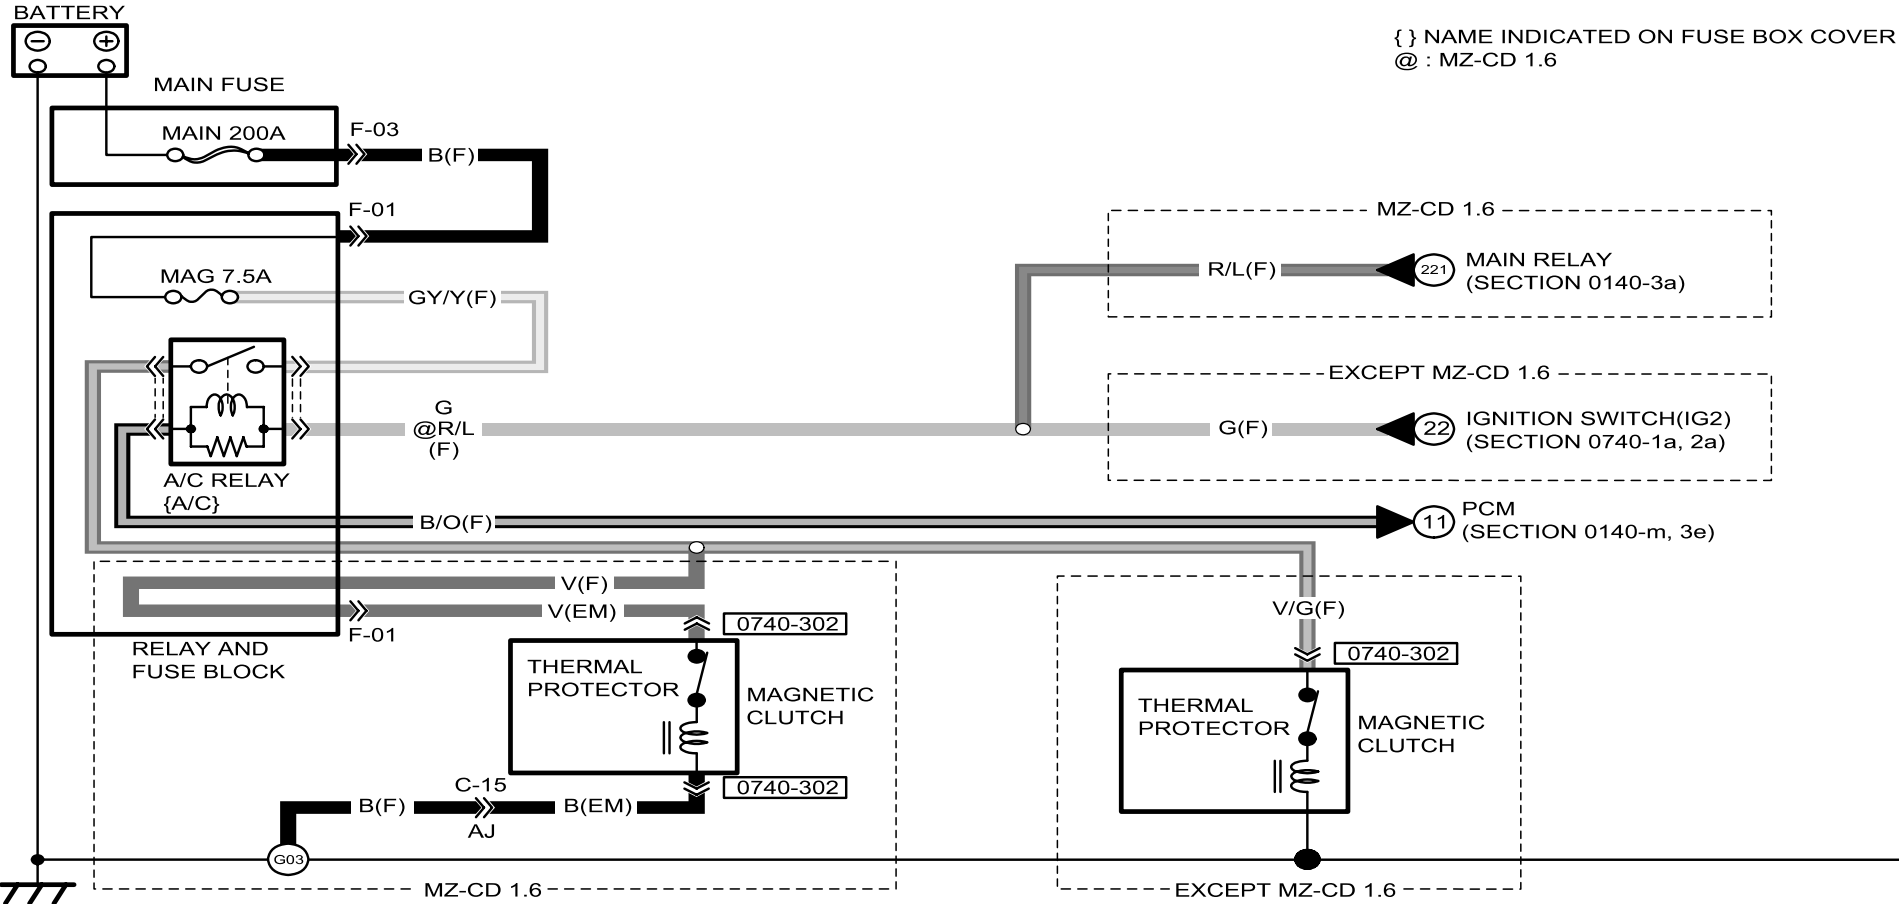 BATTERY
{ } NAME INDICATED ON FUSE BOX COVER
@ : MZ-CD 1.6
MAIN FUSE
MAIN 200A
F-03
B(F)
F-01
MAG 7.5A
GY/Y(F)
MZ-CD 1.6
R/L(F)
221
MAIN RELAY
(SECTION 0140-3a)
EXCEPT MZ-CD 1.6
G
@R/L
(F)
G(F)
22
IGNITION SWITCH(IG2)
(SECTION 0740-1a, 2a)
A/C RELAY
{A/C}
B/O(F)
11
PCM
(SECTION 0140-m, 3e)
V(F)
V(EM)
F-01
0740-302
V/G(F)
0740-302
RELAY AND
FUSE BLOCK
THERMAL
PROTECTOR
MAGNETIC
CLUTCH
THERMAL
PROTECTOR
MAGNETIC
CLUTCH
0740-302
C-15
B(F)
B(EM)
AJ
G03
MZ-CD 1.6
EXCEPT MZ-CD 1.6